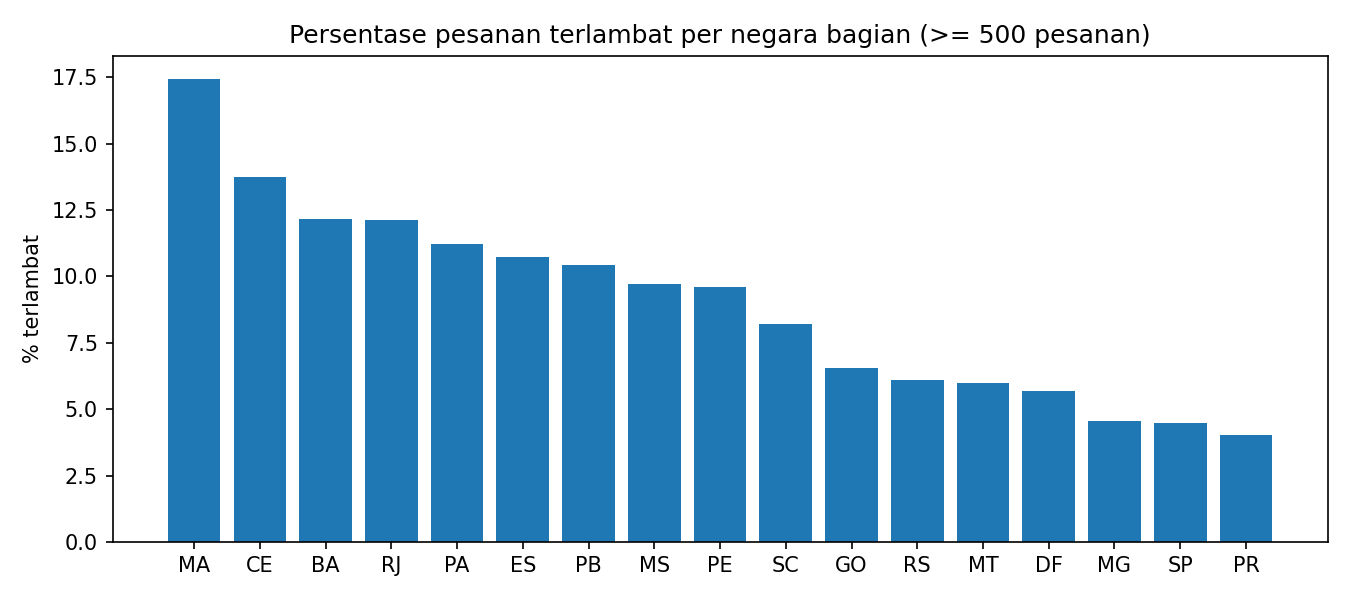 Persentase pesanan terlambat per negara bagian (>= 500 pesanan)
% terlambat
17.5
15.0
12.5
10.0
7.5
5.0
2.5
0.0
MA CE BA RJ PA ES PB MS PE SC GO RS MT DF MG SP PR